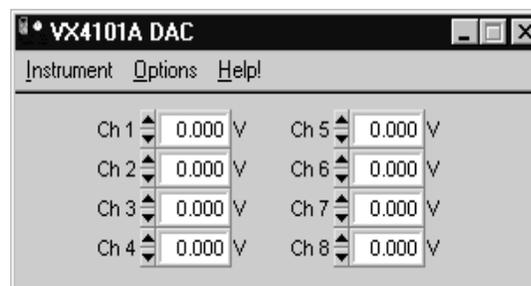 VX4101A DAC
Instrument Options Help!
Ch 1 0.000 V Ch 5 0.000 V
Ch 2 0.000 V Ch 6 0.000 V
Ch 3 0.000 V Ch 7 0.000 V
Ch 4 0.000 V Ch 8 0.000 V